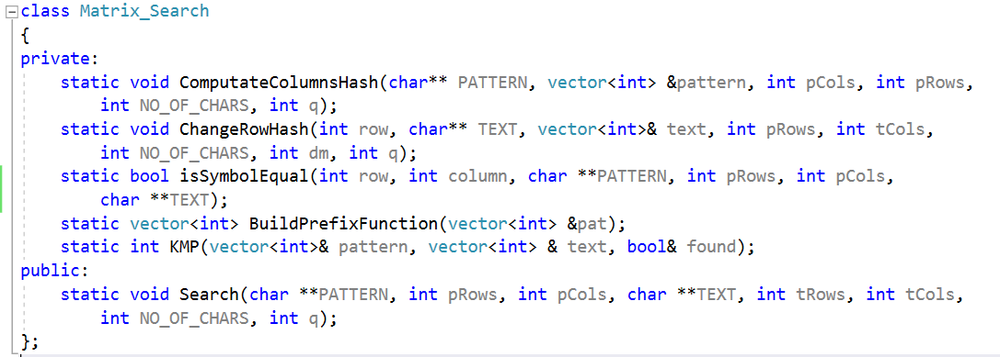 class Matrix_Search
{
private:
    static void ComputateColumnsHash(char** PATTERN, vector<int> &pattern, int pCols, int pRows,
        int NO_OF_CHARS, int q);
    static void ChangeRowHash(int row, char** TEXT, vector<int>& text, int pRows, int tCols,
        int NO_OF_CHARS, int dm, int q);
    static bool isSymbolEqual(int row, int column, char **PATTERN, int pRows, int pCols,
        char **TEXT);
    static vector<int> BuildPrefixFunction(vector<int> &pat);
    static int KMP(vector<int>& pattern, vector<int> & text, bool& found);
public:
    static void Search(char **PATTERN, int pRows, int pCols, char **TEXT, int tRows, int tCols,
        int NO_OF_CHARS, int q);
};